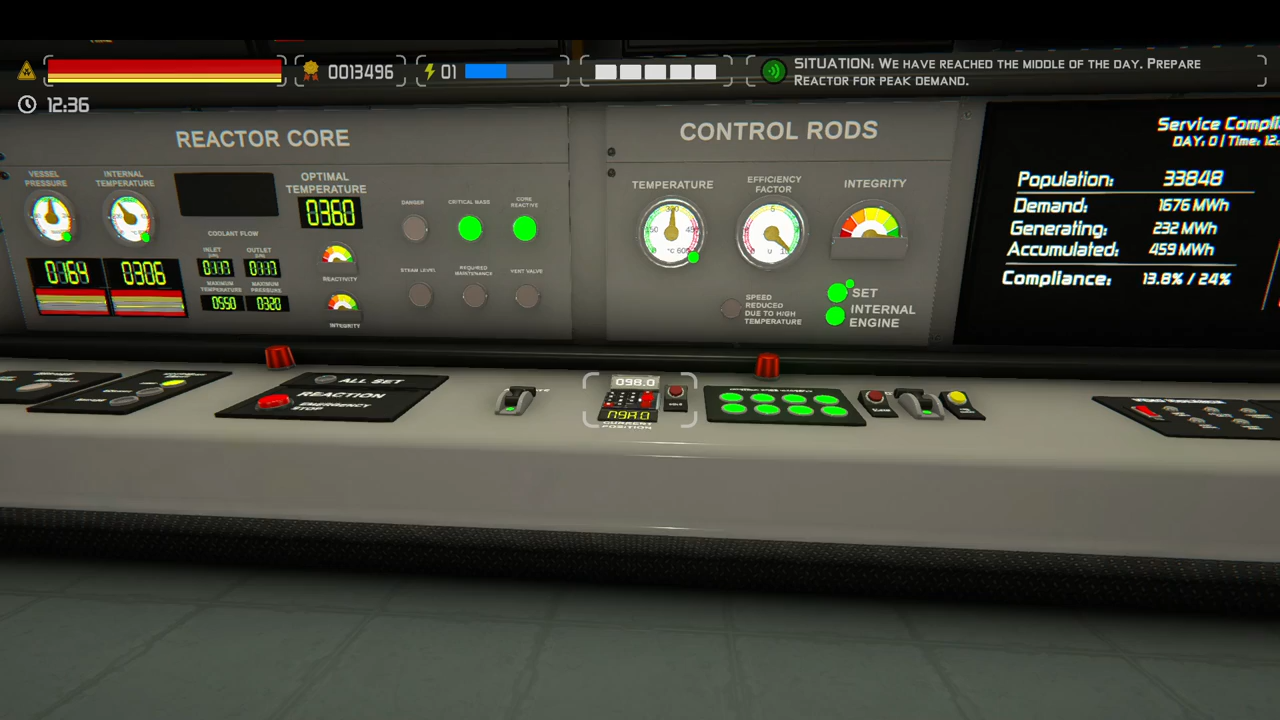 0013496
01
SITUATION: WE HAVE REACHED THE MIDDLE OF THE DAY. PREPARE
REACTOR FOR PEAK DEMAND.
12:36
REACTOR CORE
VESSEL
PRESSURE
INTERNAL
TEMPERATURE
OPTIMAL
TEMPERATURE
0360
COOLANT FLOW
INLET
OUTLET
0117
0117
MAXIMUM
TEMPERATURE
MAXIMUM
PRESSURE
0550
0320
0164
0306
REACTIVITY
INTEGRITY
DANGER
CRITICAL MASS
CORE
REACTIVE
STEAM LEVEL
REQUIRED
MAINTENANCE
VENT VALVE
CONTROL RODS
TEMPERATURE
EFFICIENCY
FACTOR
INTEGRITY
SPEED
REDUCED
DUE TO HIGH
TEMPERATURE
SET
INTERNAL
ENGINE
Service Compli
DAY: 0 | Time: 12:
Population: 33848
Demand: 1676 MWh
Generating: 232 MWh
Accumulated: 459 MWh
Compliance: 13.8% / 24%
ALL SET
REACTION
EMERGENCY
STOP
098.0
CURRENT
POSITION